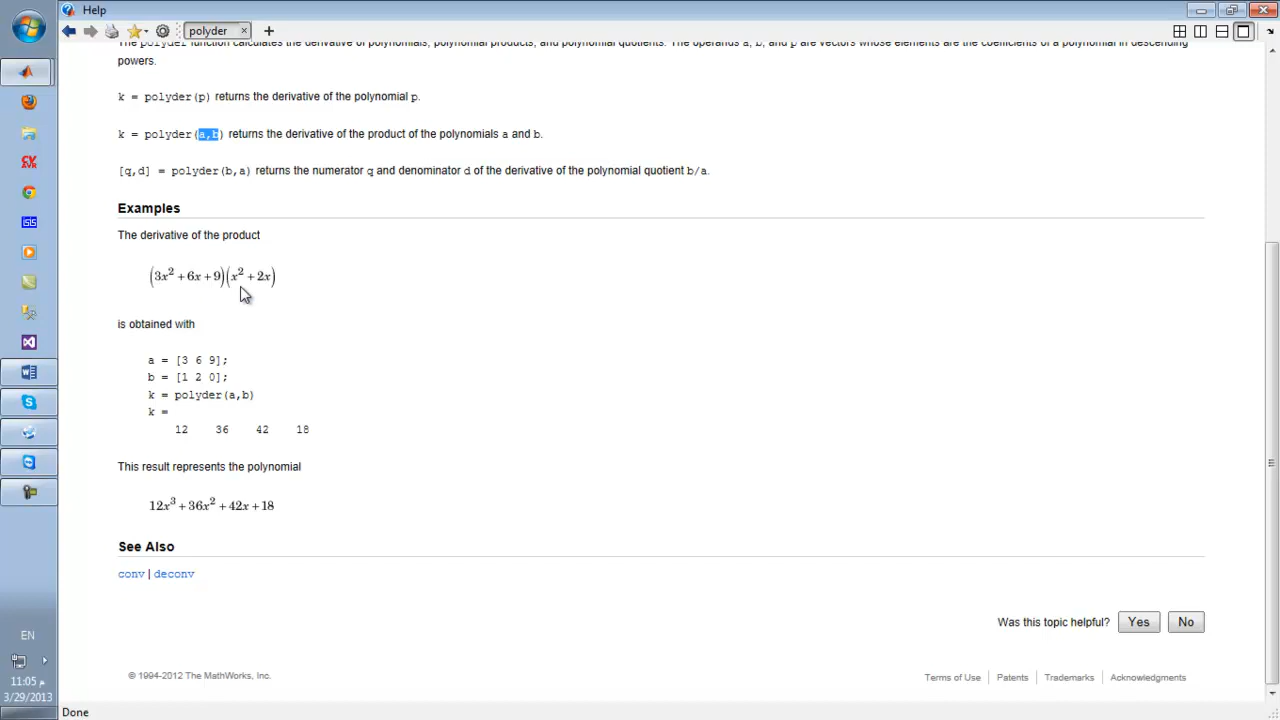 Help
polyder
The polyder function calculates the derivative of polynomials, polynomial products, and polynomial quotients. The operands a, b, and p are vectors whose elements are the coefficients of a polynomial in descending
powers.
k = polyder(p) returns the derivative of the polynomial p.
k = polyder(a,b) returns the derivative of the product of the polynomials a and b.
[q,d] = polyder(b,a) returns the numerator q and denominator d of the derivative of the polynomial quotient b/a.
Examples
The derivative of the product
(3x² + 6x + 9)(x² + 2x)
is obtained with
a = [3 6 9];
b = [1 2 0];
k = polyder(a,b)
k =
12 36 42 18
This result represents the polynomial
12x³ + 36x² + 42x + 18
See Also
conv | deconv
Was this topic helpful? Yes No
© 1994-2012 The MathWorks, Inc.
Terms of Use | Patents | Trademarks | Acknowledgments
Done
CV
AVR
ISIS
EN
11:05 م
3/29/2013